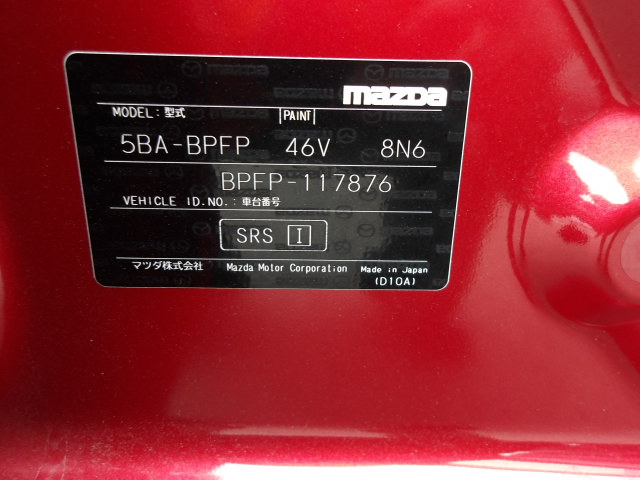 mazda
MODEL: 型式 PAINT
5BA-BPFP 46V 8N6
BPFP-117876
VEHICLE ID.NO.: 車台番号
SRS I
マツダ株式会社 Mazda Motor Corporation Made in Japan
(D10A)